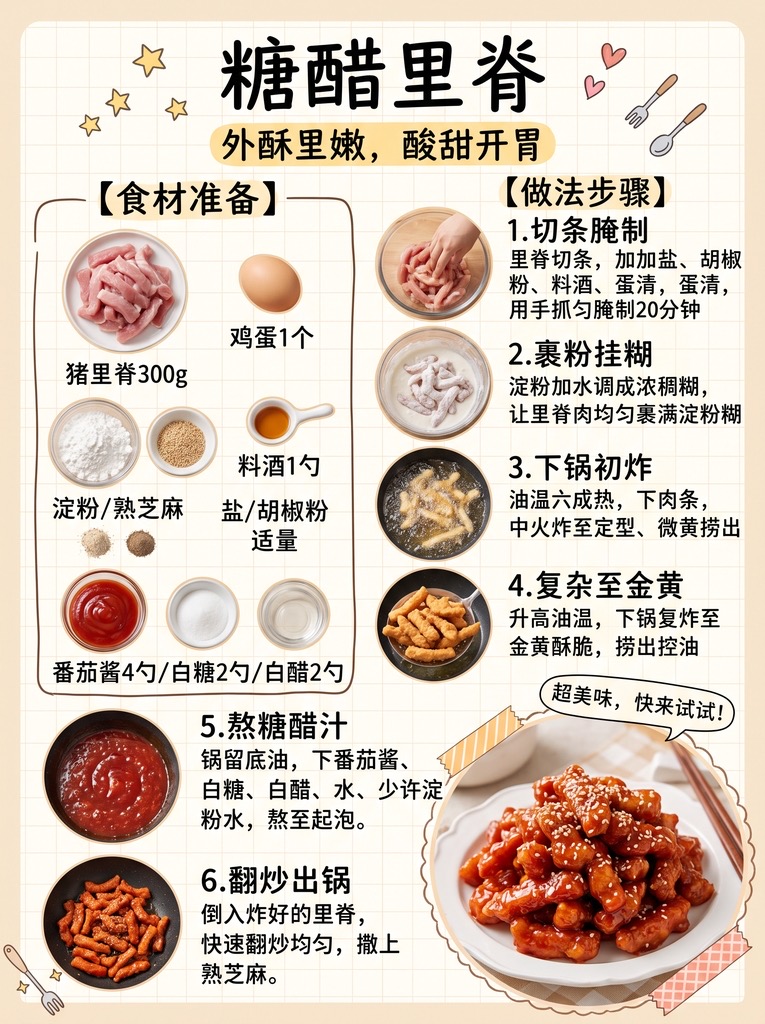 糖醋里脊
外酥里嫩，酸甜开胃
【食材准备】
猪里脊300g
鸡蛋1个
淀粉/熟芝麻
料酒1勺
盐/胡椒粉
适量
番茄酱4勺/白糖2勺/白醋2勺
【做法步骤】
1.切条腌制
里脊切条，加加盐、胡椒
粉、料酒、蛋清，蛋清，
用手抓匀腌制20分钟
2.裹粉挂糊
淀粉加水调成浓稠糊，
让里脊肉均匀裹满淀粉糊
3.下锅初炸
油温六成热，下肉条，
中火炸至定型、微黄捞出
4.复杂至金黄
升高油温，下锅复炸至
金黄酥脆，捞出控油
5.熬糖醋汁
锅留底油，下番茄酱、
白糖、白醋、水、少许淀
粉水，熬至起泡。
6.翻炒出锅
倒入炸好的里脊，
快速翻炒均匀，撒上
熟芝麻。
超美味，快来试试！